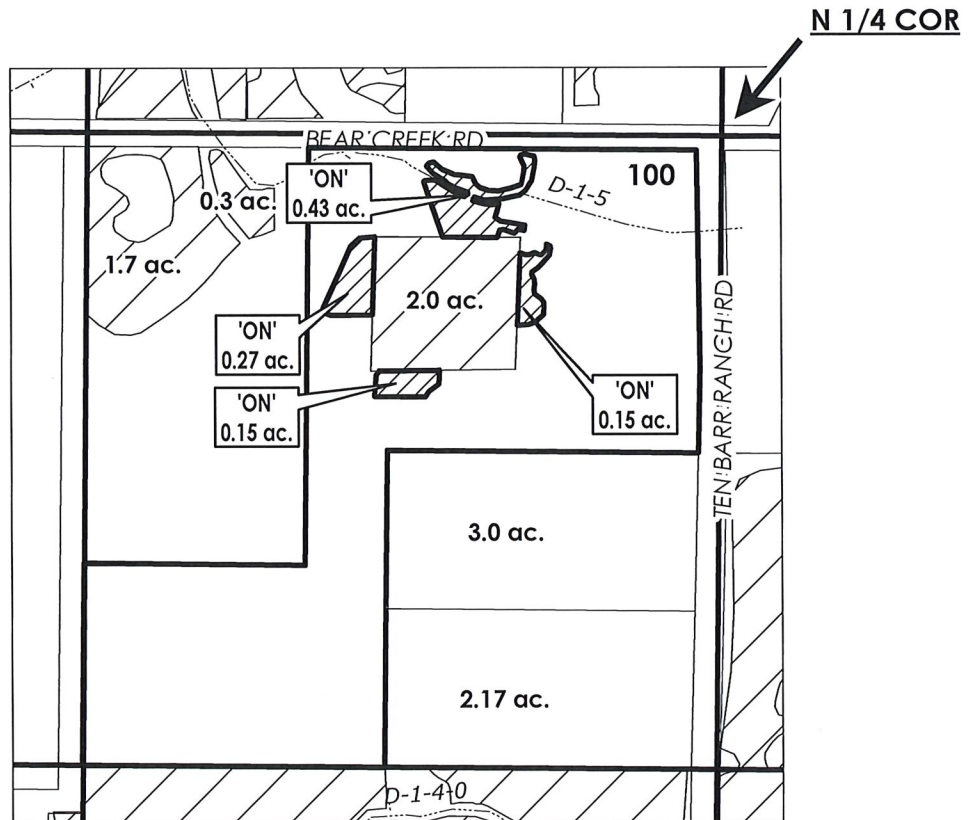 N 1/4 COR
BEAR CREEK RD
100
'ON'
0.43 ac.
0.3 ac.
D-1-5
1.7 ac.
2.0 ac.
'ON'
0.27 ac.
'ON'
0.15 ac.
'ON'
0.15 ac.
TEN BARR RANCH RD
3.0 ac.
2.17 ac.
D-1-4-0